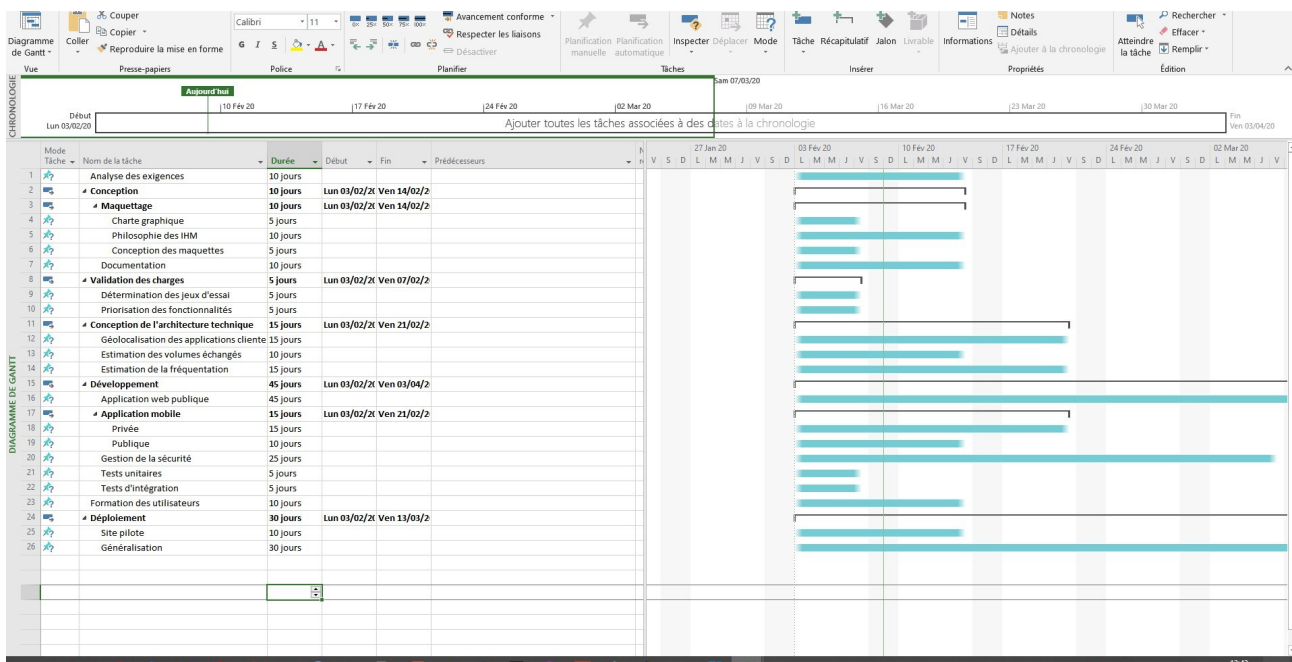 Couper
Copier
Reproduire la mise en forme
Diagramme de Gantt
Coller
Calibri 11
G I S A
0% 25% 50% 75% 100%
Avancement conforme
Respecter les liaisons
Désactiver
Planification manuelle
Planification automatique
Inspecter
Déplacer
Mode
Tâche
Récapitulatif
Jalon
Livrable
Informations
Notes
Détails
Ajouter à la chronologie
Atteindre la tâche
Rechercher
Effacer
Remplir
Vue Presse-papiers Police Planifier Tâches Insérer Propriétés Édition
CHRONOLOGIE
Sam 07/03/20
Aujourd'hui
10 Fév 20 17 Fév 20 24 Fév 20 02 Mar 20 09 Mar 20 16 Mar 20 23 Mar 20 30 Mar 20
Début
Lun 03/02/20
Ajouter toutes les tâches associées à des dates à la chronologie
Fin
Ven 03/04/20
DIAGRAMME DE GANTT
Mode Tâche Nom de la tâche Durée Début Fin Prédécesseurs
27 Jan 20 03 Fév 20 10 Fév 20 17 Fév 20 24 Fév 20 02 Mar 20
V S D L M M J V S D L M M J V S D L M M J V S D L M M J V S D L M M J V S D L M M J V
1 Analyse des exigences 10 jours
2 Conception 10 jours Lun 03/02/20 Ven 14/02/2
3 Maquettage 10 jours Lun 03/02/20 Ven 14/02/2
4 Charte graphique 5 jours
5 Philosophie des IHM 10 jours
6 Conception des maquettes 5 jours
7 Documentation 10 jours
8 Validation des charges 5 jours Lun 03/02/20 Ven 07/02/2
9 Détermination des jeux d'essai 5 jours
10 Priorisation des fonctionnalités 5 jours
11 Conception de l'architecture technique 15 jours Lun 03/02/20 Ven 21/02/2
12 Géolocalisation des applications cliente 15 jours
13 Estimation des volumes échangés 10 jours
14 Estimation de la fréquentation 15 jours
15 Développement 45 jours Lun 03/02/20 Ven 03/04/2
16 Application web publique 45 jours
17 Application mobile 15 jours Lun 03/02/20 Ven 21/02/2
18 Privée 15 jours
19 Publique 10 jours
20 Gestion de la sécurité 25 jours
21 Tests unitaires 5 jours
22 Tests d'intégration 5 jours
23 Formation des utilisateurs 10 jours
24 Déploiement 30 jours Lun 03/02/20 Ven 13/03/2
25 Site pilote 10 jours
26 Généralisation 30 jours